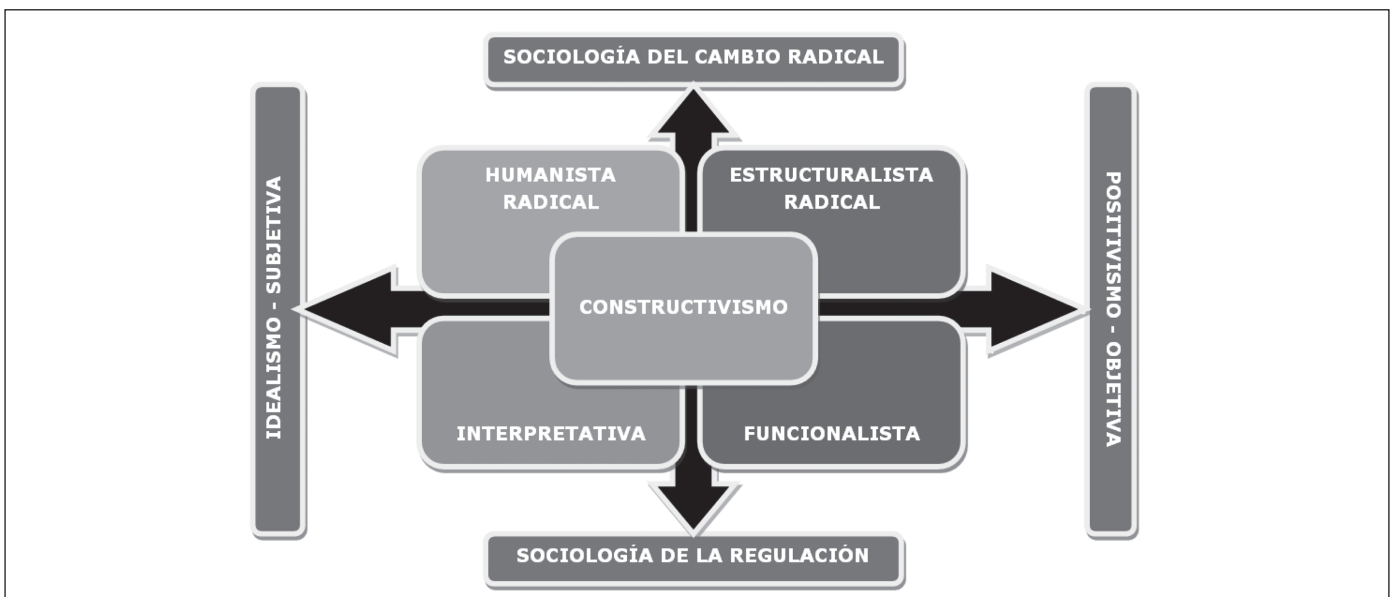 SOCIOLOGÍA DEL CAMBIO RADICAL
IDEALISMO - SUBJETIVA
HUMANISTA
RADICAL
ESTRUCTURALISTA
RADICAL
POSITIVISMO - OBJETIVA
CONSTRUCTIVISMO
INTERPRETATIVA
FUNCIONALISTA
SOCIOLOGÍA DE LA REGULACIÓN